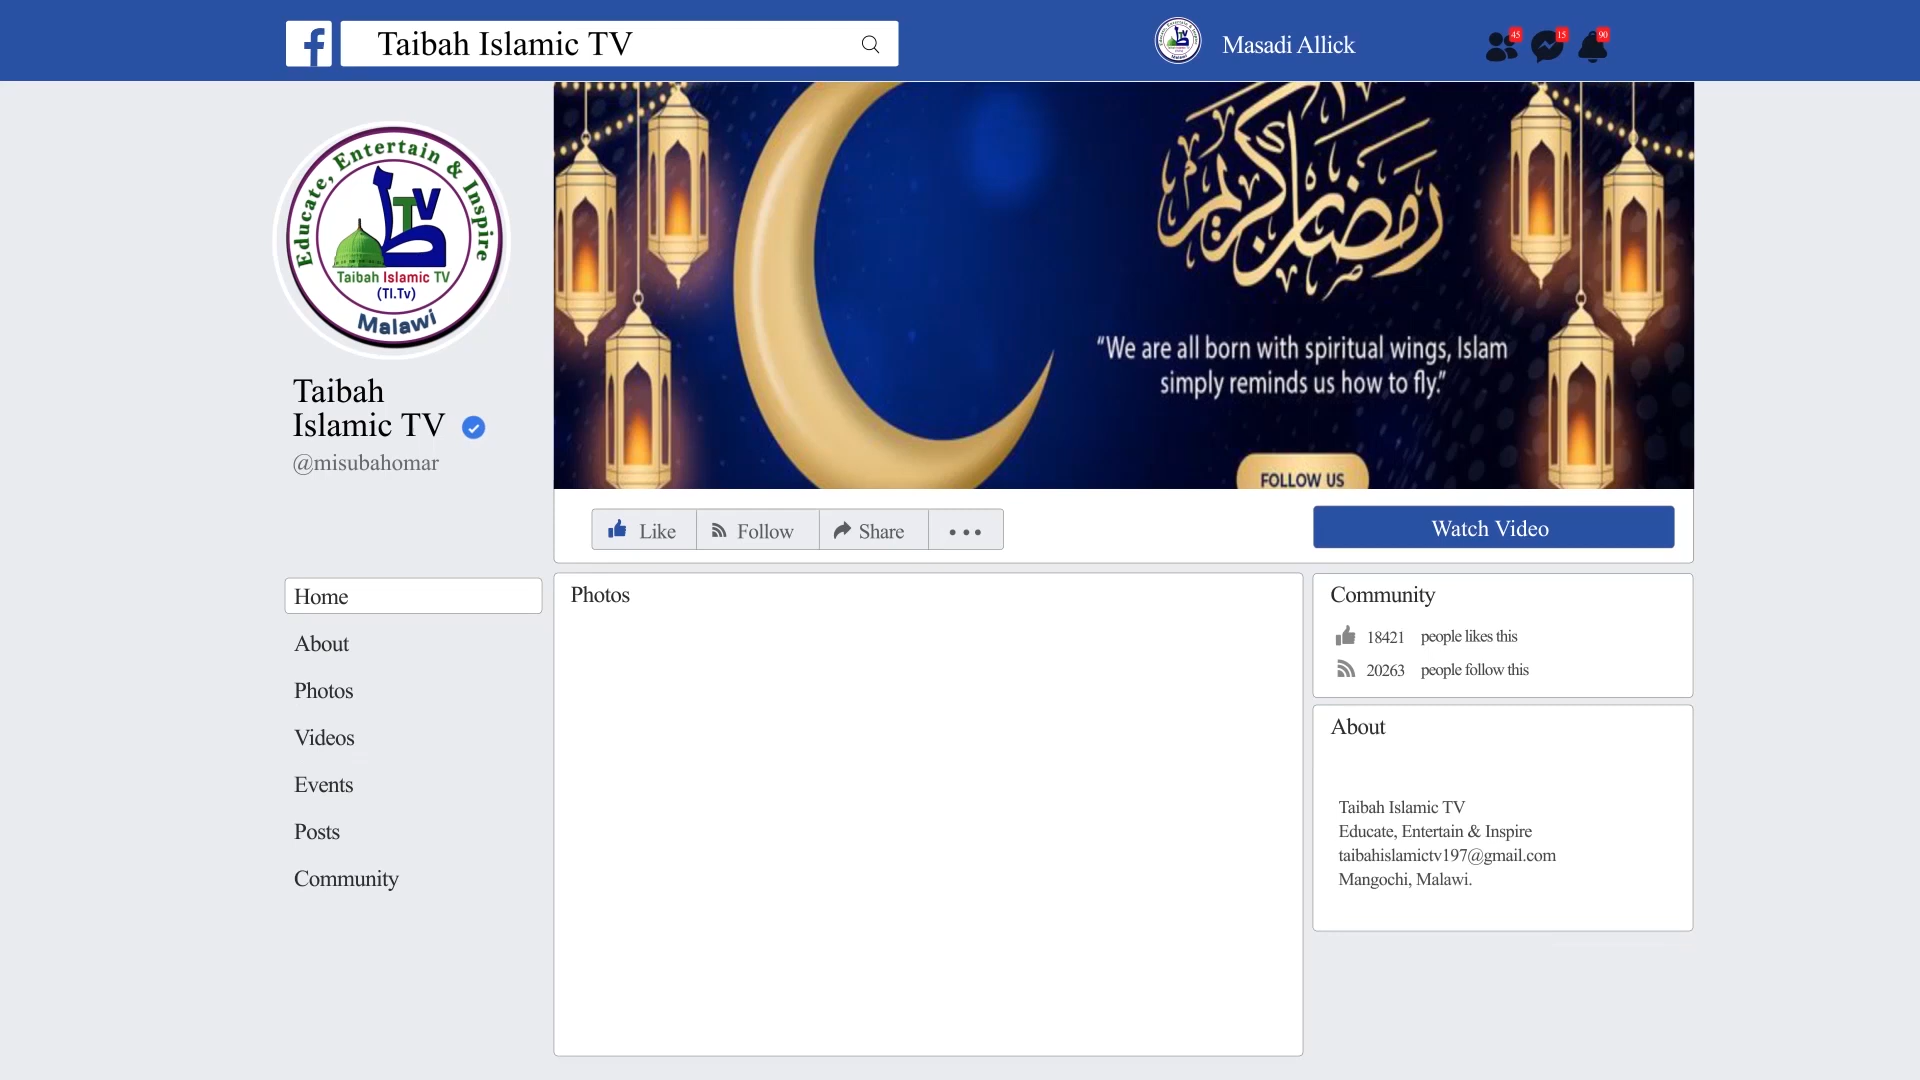 Taibah Islamic TV
Masadi Allick
45
15
90
Educate, Entertain & Inspire
TV
Taibah Islamic TV
(TI.Tv)
Malawi
Taibah
Islamic TV
@misubahomar
رمضان كريم
“We are all born with spiritual wings, Islam
simply reminds us how to fly.”
FOLLOW US
Like
Follow
Share
Watch Video
Home
About
Photos
Videos
Events
Posts
Community
Photos
Community
18421 people likes this
20263 people follow this
About
Taibah Islamic TV
Educate, Entertain & Inspire
taibahislamictv197@gmail.com
Mangochi, Malawi.